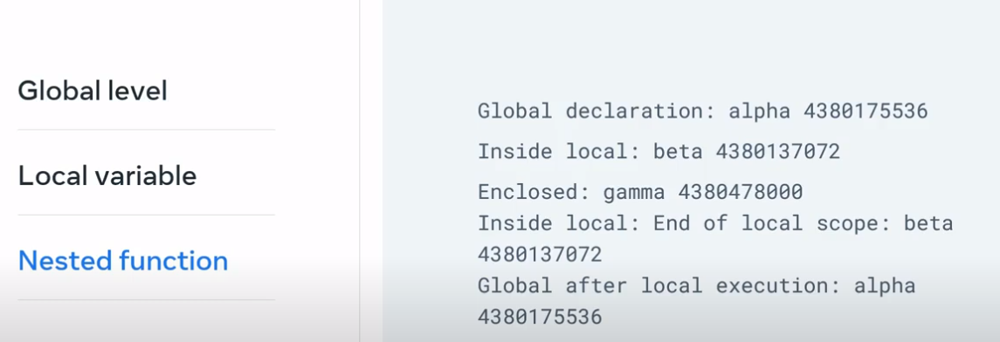 Global level
Local variable
Nested function
Global declaration: alpha 4380175536
Inside local: beta 4380137072
Enclosed: gamma 4380478000
Inside local: End of local scope: beta
4380137072
Global after local execution: alpha
4380175536